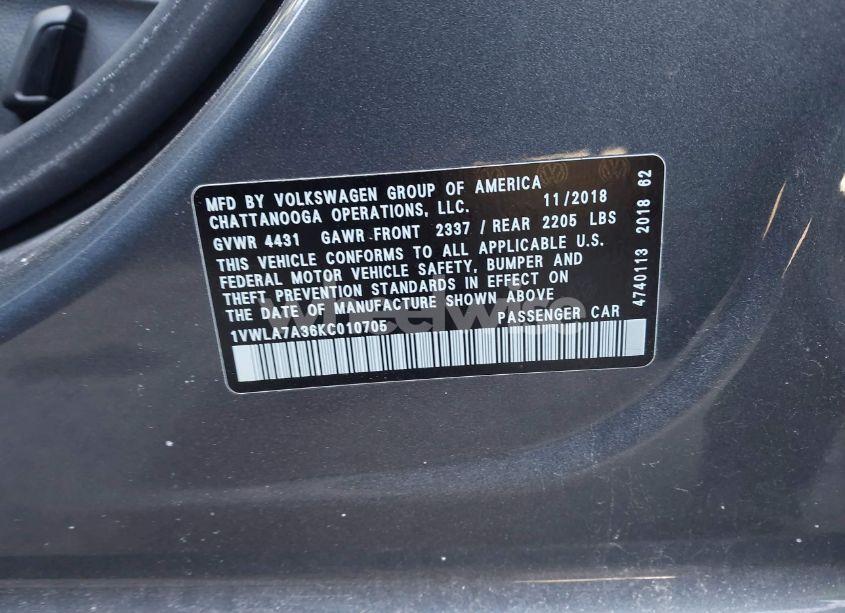 MFD BY VOLKSWAGEN GROUP OF AMERICA
CHATTANOOGA OPERATIONS, LLC. 11/2018
GVWR 4431 GAWR FRONT 2337 / REAR 2205 LBS
THIS VEHICLE CONFORMS TO ALL APPLICABLE U.S.
FEDERAL MOTOR VEHICLE SAFETY, BUMPER AND
THEFT PREVENTION STANDARDS IN EFFECT ON
THE DATE OF MANUFACTURE SHOWN ABOVE
1VWLA7A36KC010705 PASSENGER CAR
4740113 2018 62
wheelwise